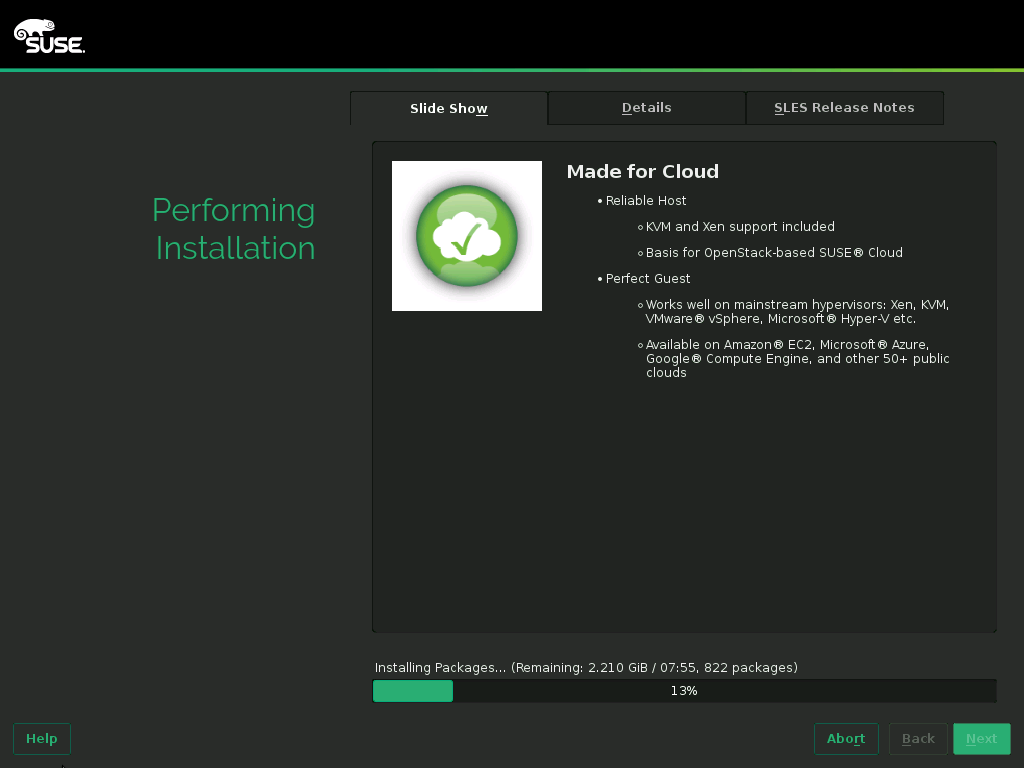 SUSE.
Slide Show
Details
SLES Release Notes
Performing
Installation
Made for Cloud
• Reliable Host
◦ KVM and Xen support included
◦ Basis for OpenStack-based SUSE® Cloud
• Perfect Guest
◦ Works well on mainstream hypervisors: Xen, KVM,
VMware® vSphere, Microsoft® Hyper-V etc.
◦ Available on Amazon® EC2, Microsoft® Azure,
Google® Compute Engine, and other 50+ public
clouds
Installing Packages... (Remaining: 2.210 GiB / 07:55, 822 packages)
13%
Help
Abort
Back
Next